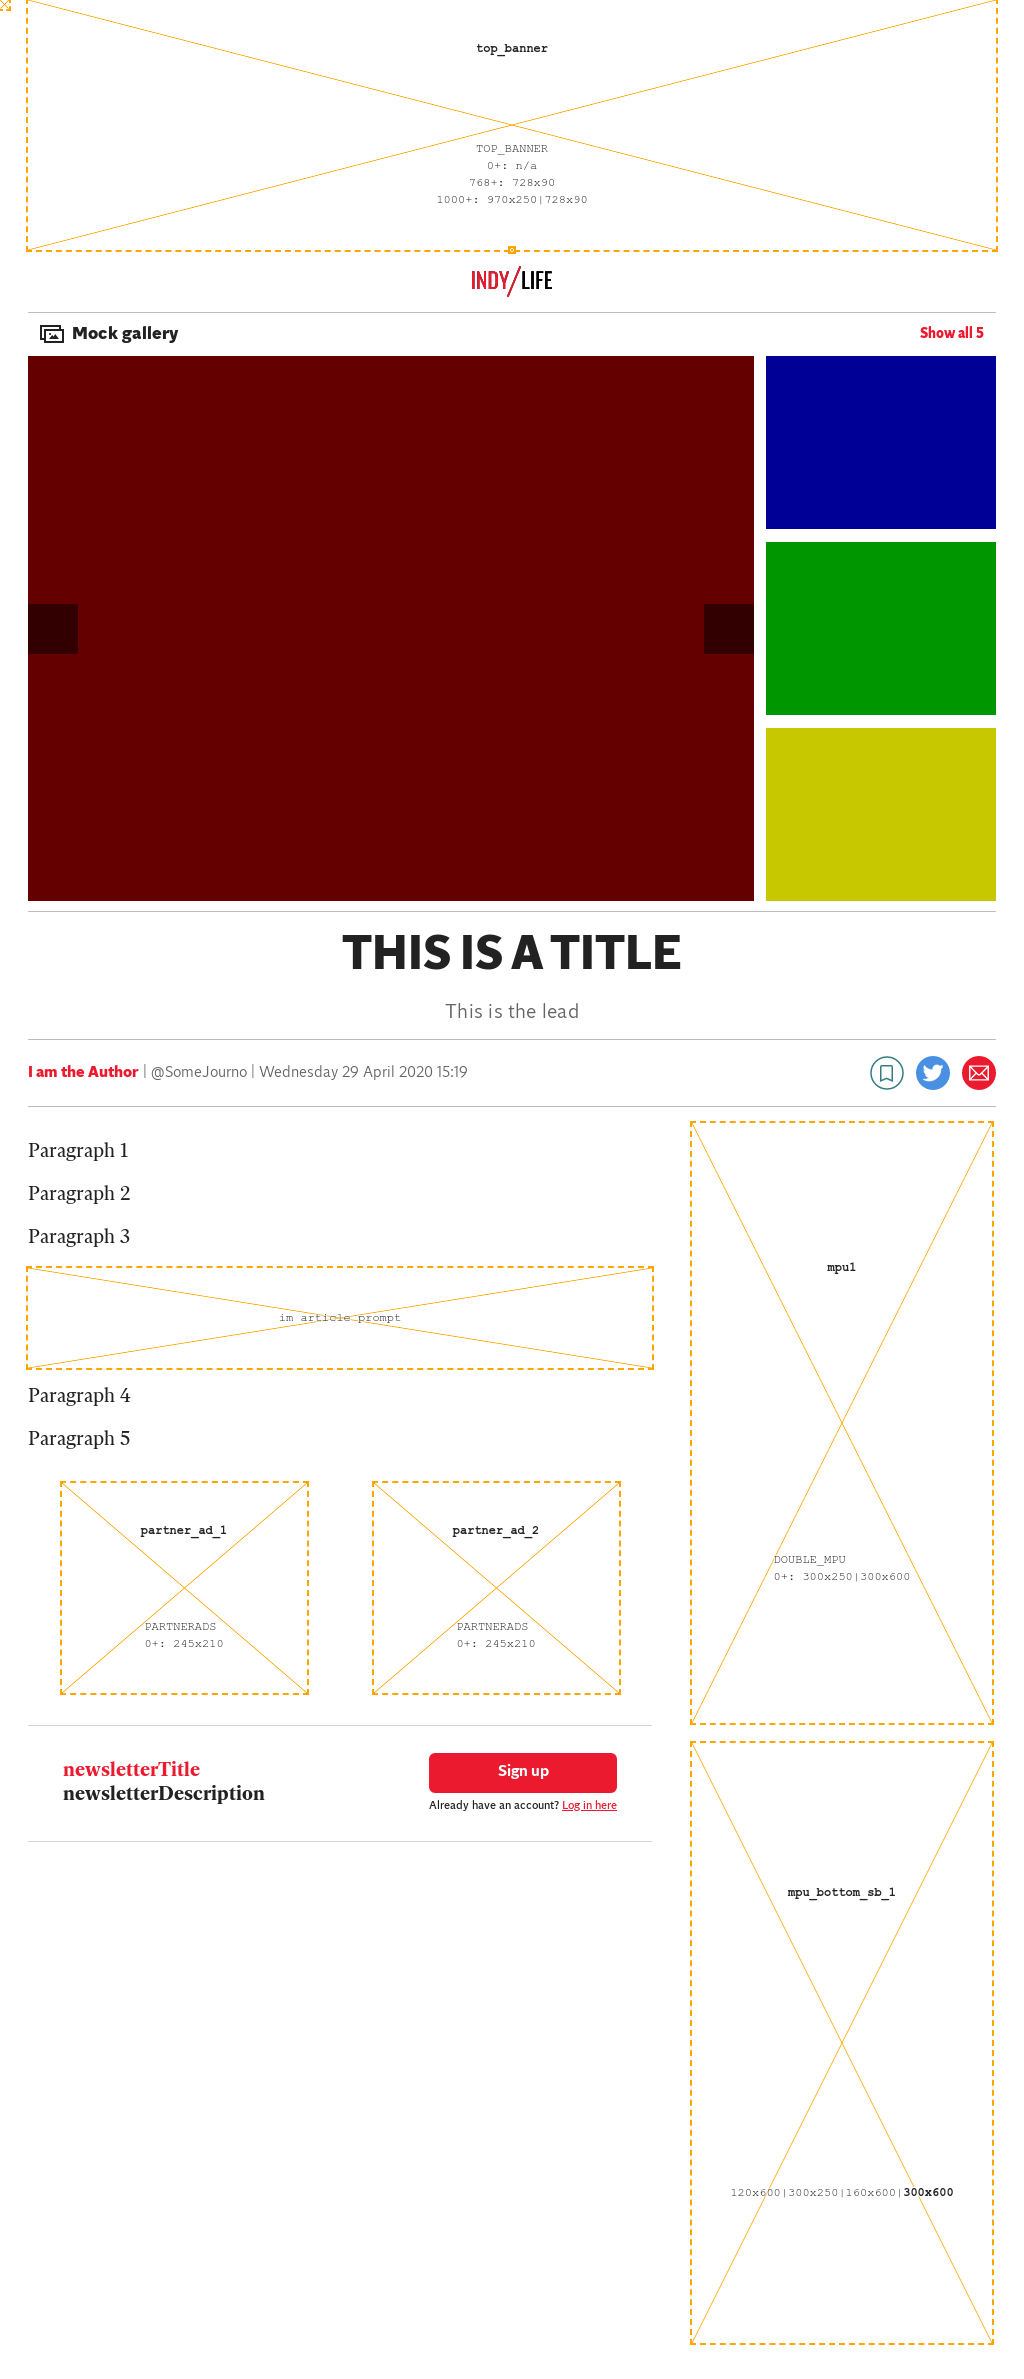 top_banner
TOP_BANNER
0+: n/a
768+: 728x90
1000+: 970x250|728x90
INDY/LIFE
Mock gallery
Show all 5
THIS IS A TITLE
This is the lead
I am the Author | @SomeJourno | Wednesday 29 April 2020 15:19
Paragraph 1
Paragraph 2
Paragraph 3
im article prompt
Paragraph 4
Paragraph 5
partner_ad_1
PARTNERADS
0+: 245x210
partner_ad_2
PARTNERADS
0+: 245x210
newsletterTitle
newsletterDescription
Sign up
Already have an account? Log in here
mpu1
DOUBLE_MPU
0+: 300x250|300x600
mpu_bottom_sb_1
120x600|300x250|160x600|300x600